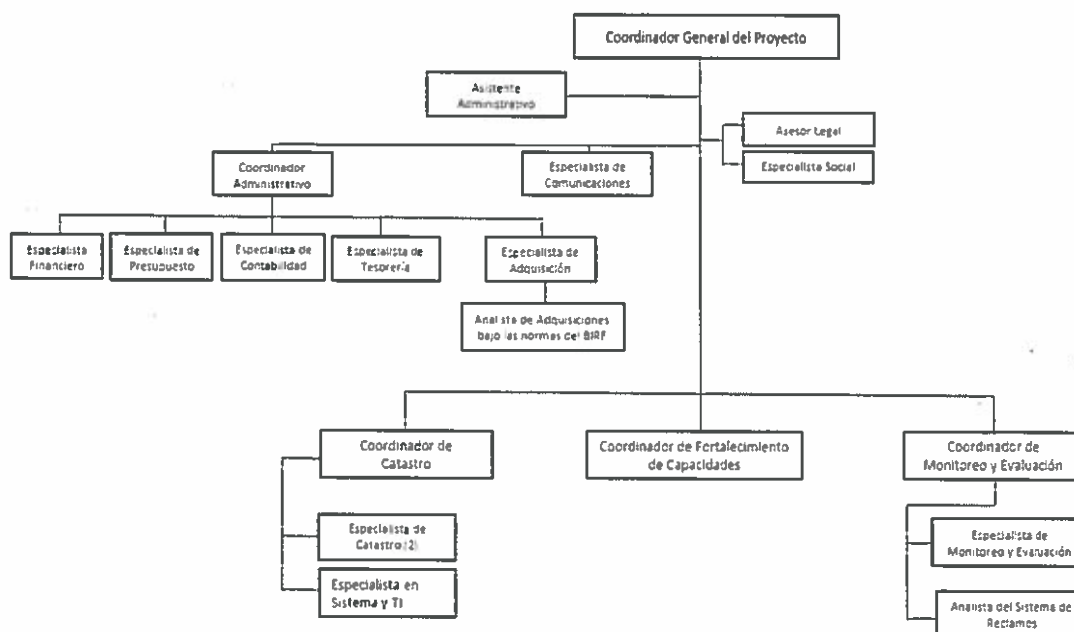 Coordinador General del Proyecto
Asistente
Administrativo
Asesor Legal
Especialista Social
Coordinador
Administrativo
Especialista de
Comunicaciones
Especialista
Financiero
Especialista de
Presupuesto
Especialista de
Contabilidad
Especialista de
Tesorería
Especialista de
Adquisición
Analista de Adquisiciones
bajo las normas del BIRF
Coordinador de
Catastro
Coordinador de Fortalecimiento
de Capacidades
Coordinador de
Monitoreo y Evaluación
Especialista de
Catastro (2)
Especialista en
Sistema y TI
Especialista de
Monitoreo y Evaluación
Analista del Sistema de
Reclamos